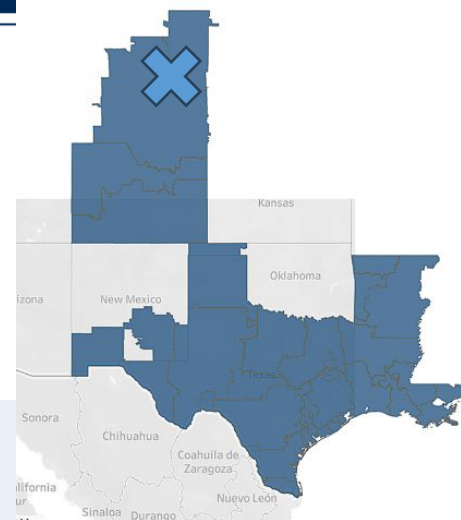 Kansas
Oklahoma
izona
New Mexico
Texas
Sonora
Chihuahua
Coahuila de
Zaragoza
lifornia
ur
Nuevo León
Sinaloa
Durango